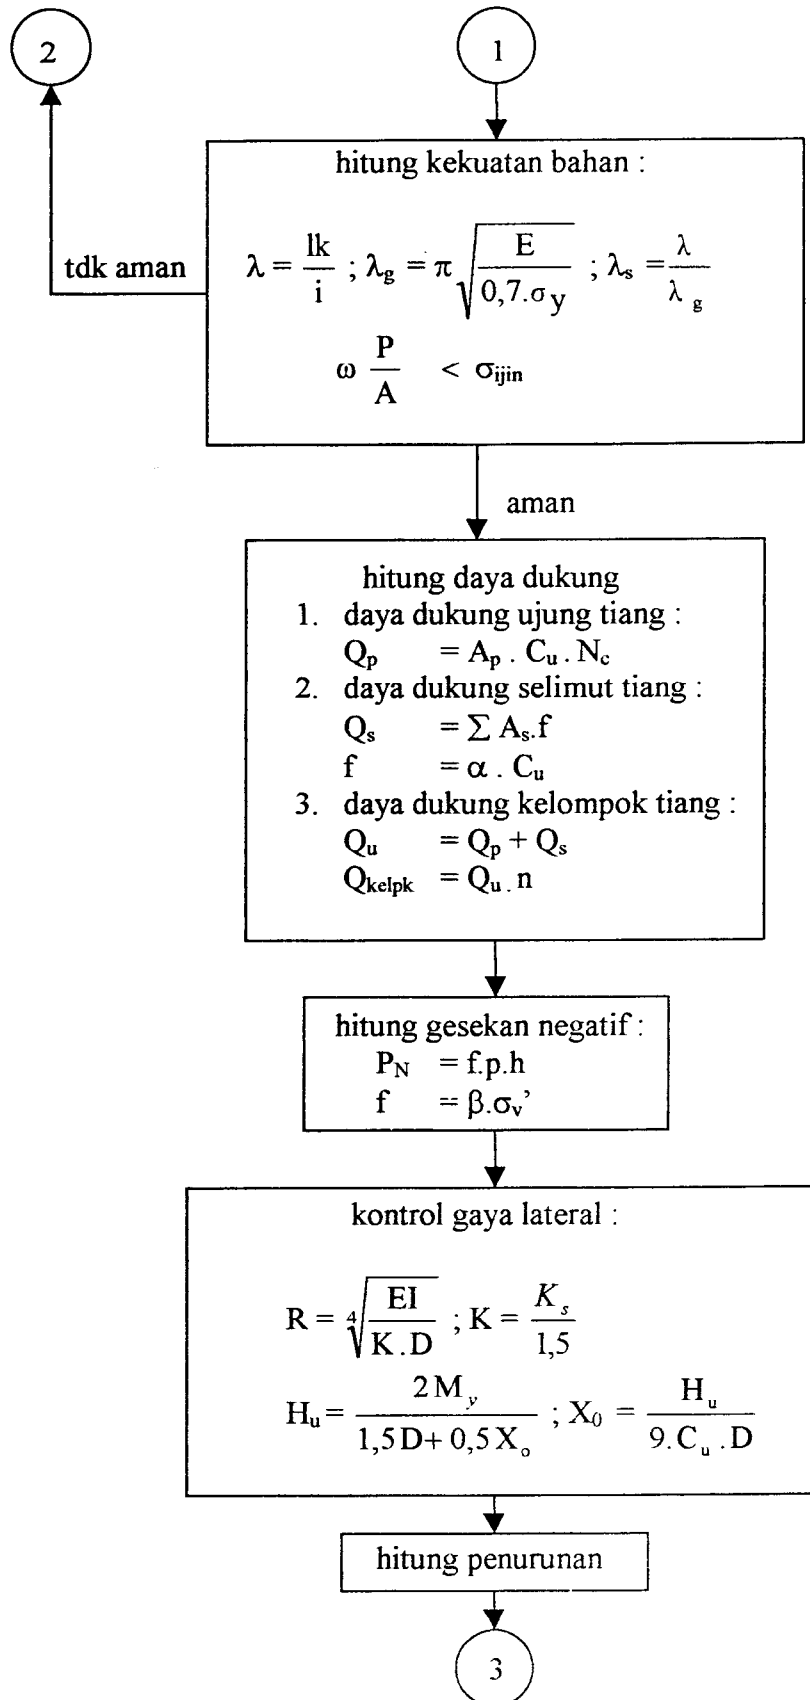 2
1
hitung kekuatan bahan :
tdk aman
λ = lk/i ; λg = π √(E/0,7.σy) ; λs = λ/λg
ω P/A < σijin
aman
hitung daya dukung
1. daya dukung ujung tiang :
Qp = Ap . Cu . Nc
2. daya dukung selimut tiang :
Qs = ∑ As.f
f = α . Cu
3. daya dukung kelompok tiang :
Qu = Qp + Qs
Qkelpk = Qu . n
hitung gesekan negatif :
PN = f.p.h
f = β.σv’
kontrol gaya lateral :
R = ⁴√(EI/K.D) ; K = Ks/1,5
Hu = 2My/(1,5D+ 0,5Xo) ; X0 = Hu/(9.Cu.D)
hitung penurunan
3